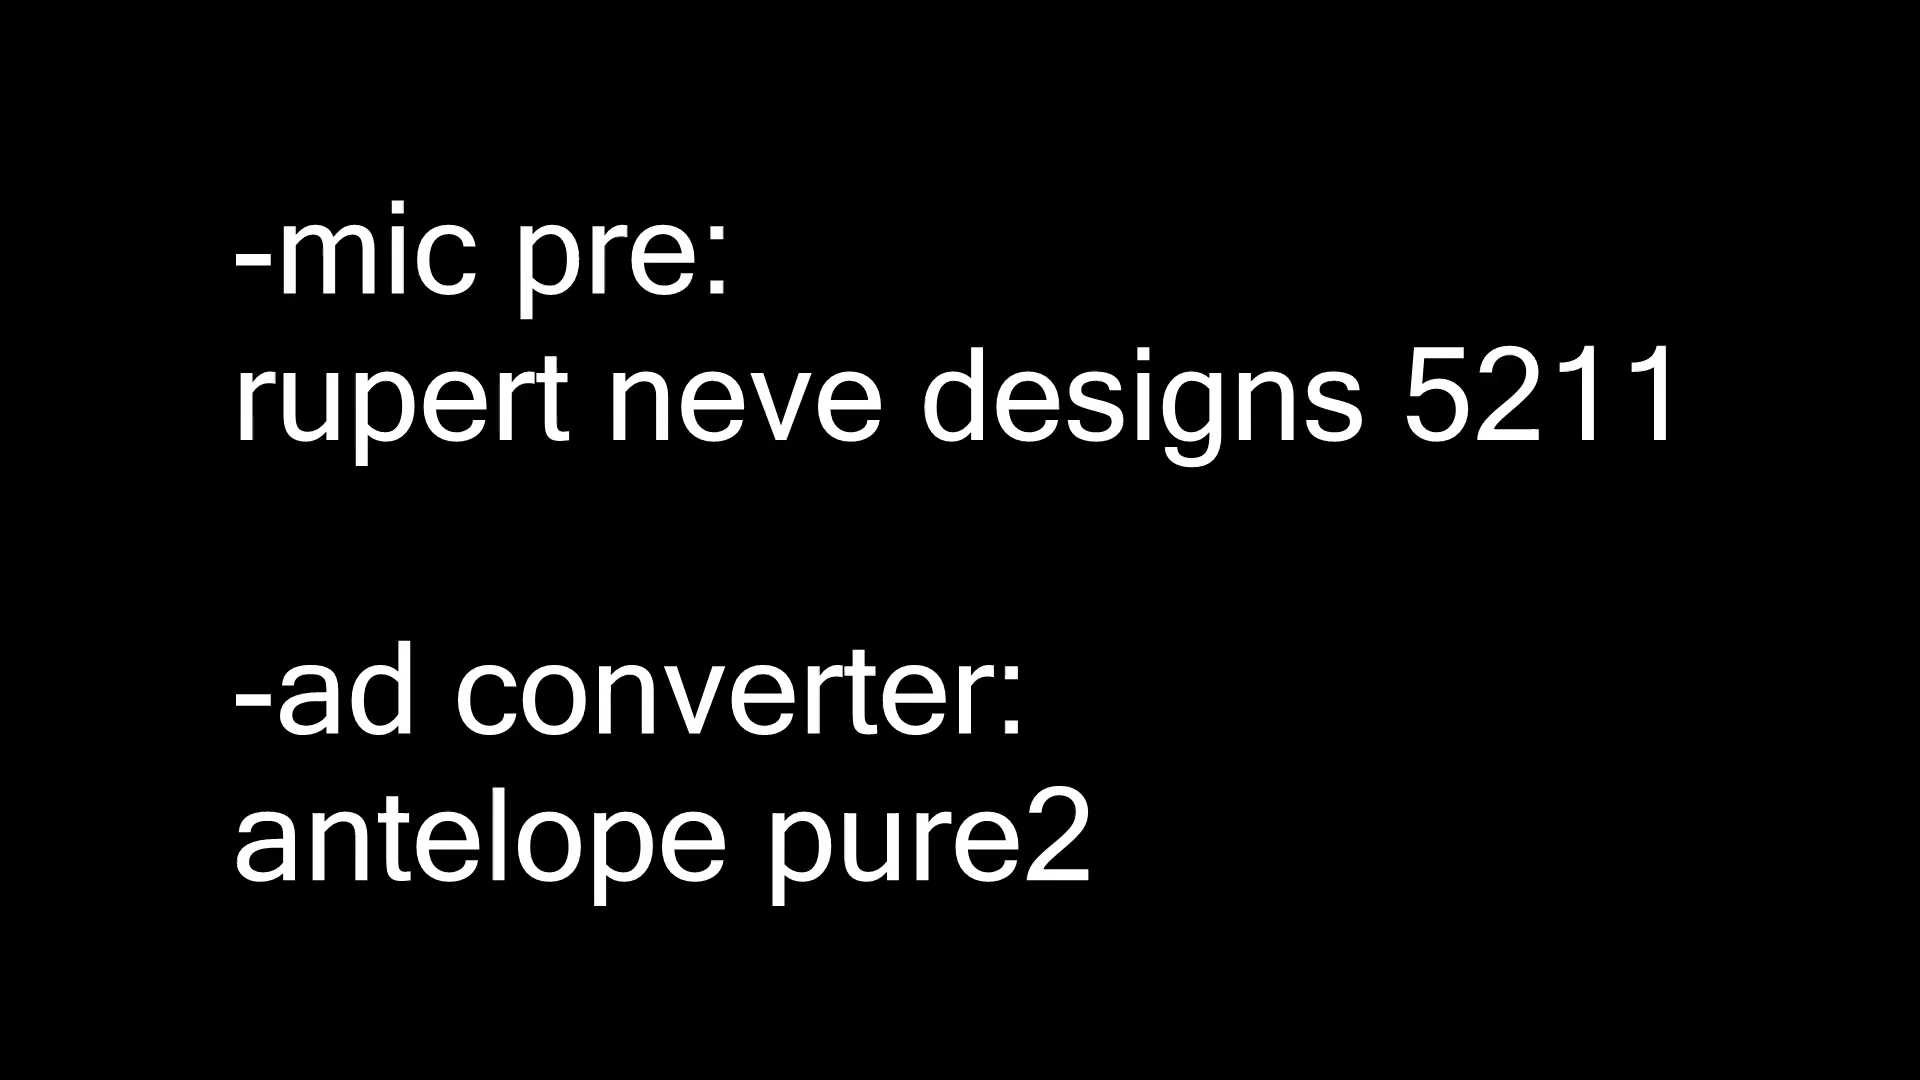 -mic pre:
rupert neve designs 5211
-ad converter:
antelope pure2